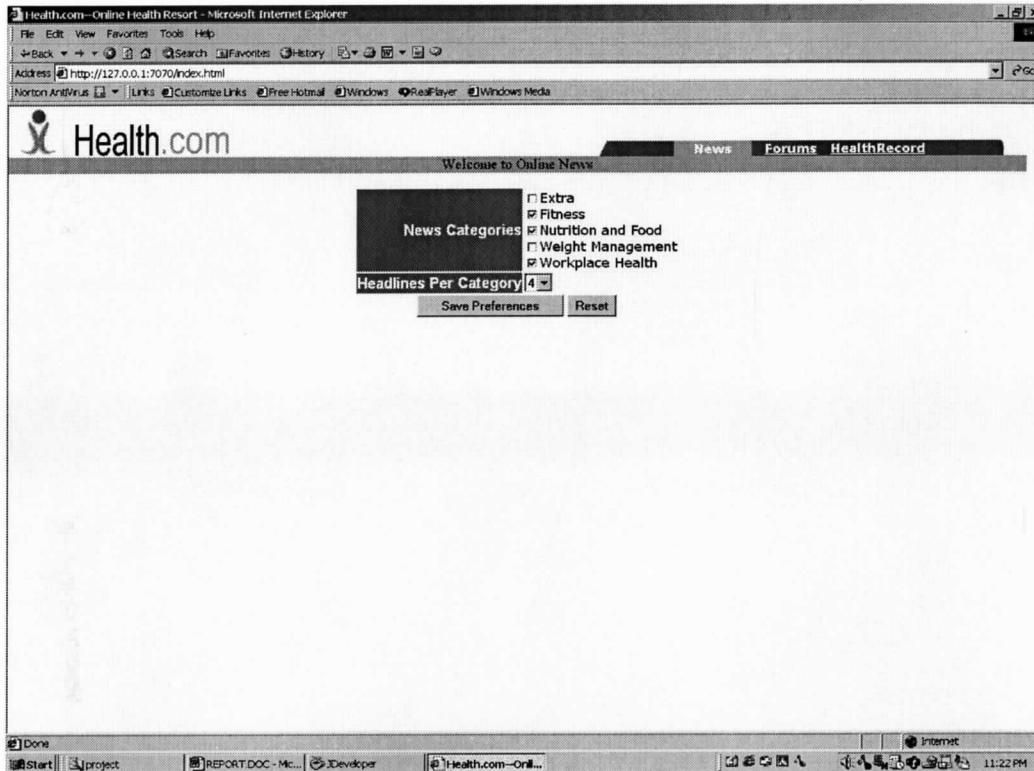 Health.com--Online Health Resort - Microsoft Internet Explorer
File Edit View Favorites Tools Help
Back Search Favorites History
Address http://127.0.0.1:7070/index.html Go
Norton AntiVirus Links Customize Links Free Hotmail Windows RealPlayer Windows Media
Health.com
News Forums HealthRecord
Welcome to Online News
News Categories
Extra
Fitness
Nutrition and Food
Weight Management
Workplace Health
Headlines Per Category 4
Save Preferences Reset
Done Internet
Start project REPORT.DOC - Mic... JDeveloper Health.com--Onli... 11:22 PM